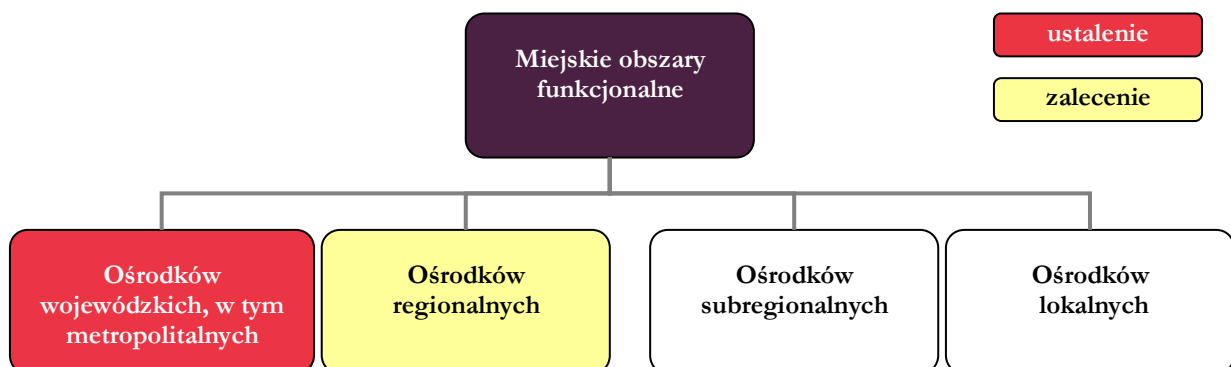 Miejskie obszary
funkcjonalne
ustalenie
zalecenie
Ośrodków
wojewódzkich, w tym
metropolitalnych
Ośrodków
regionalnych
Ośrodków
subregionalnych
Ośrodków
lokalnych